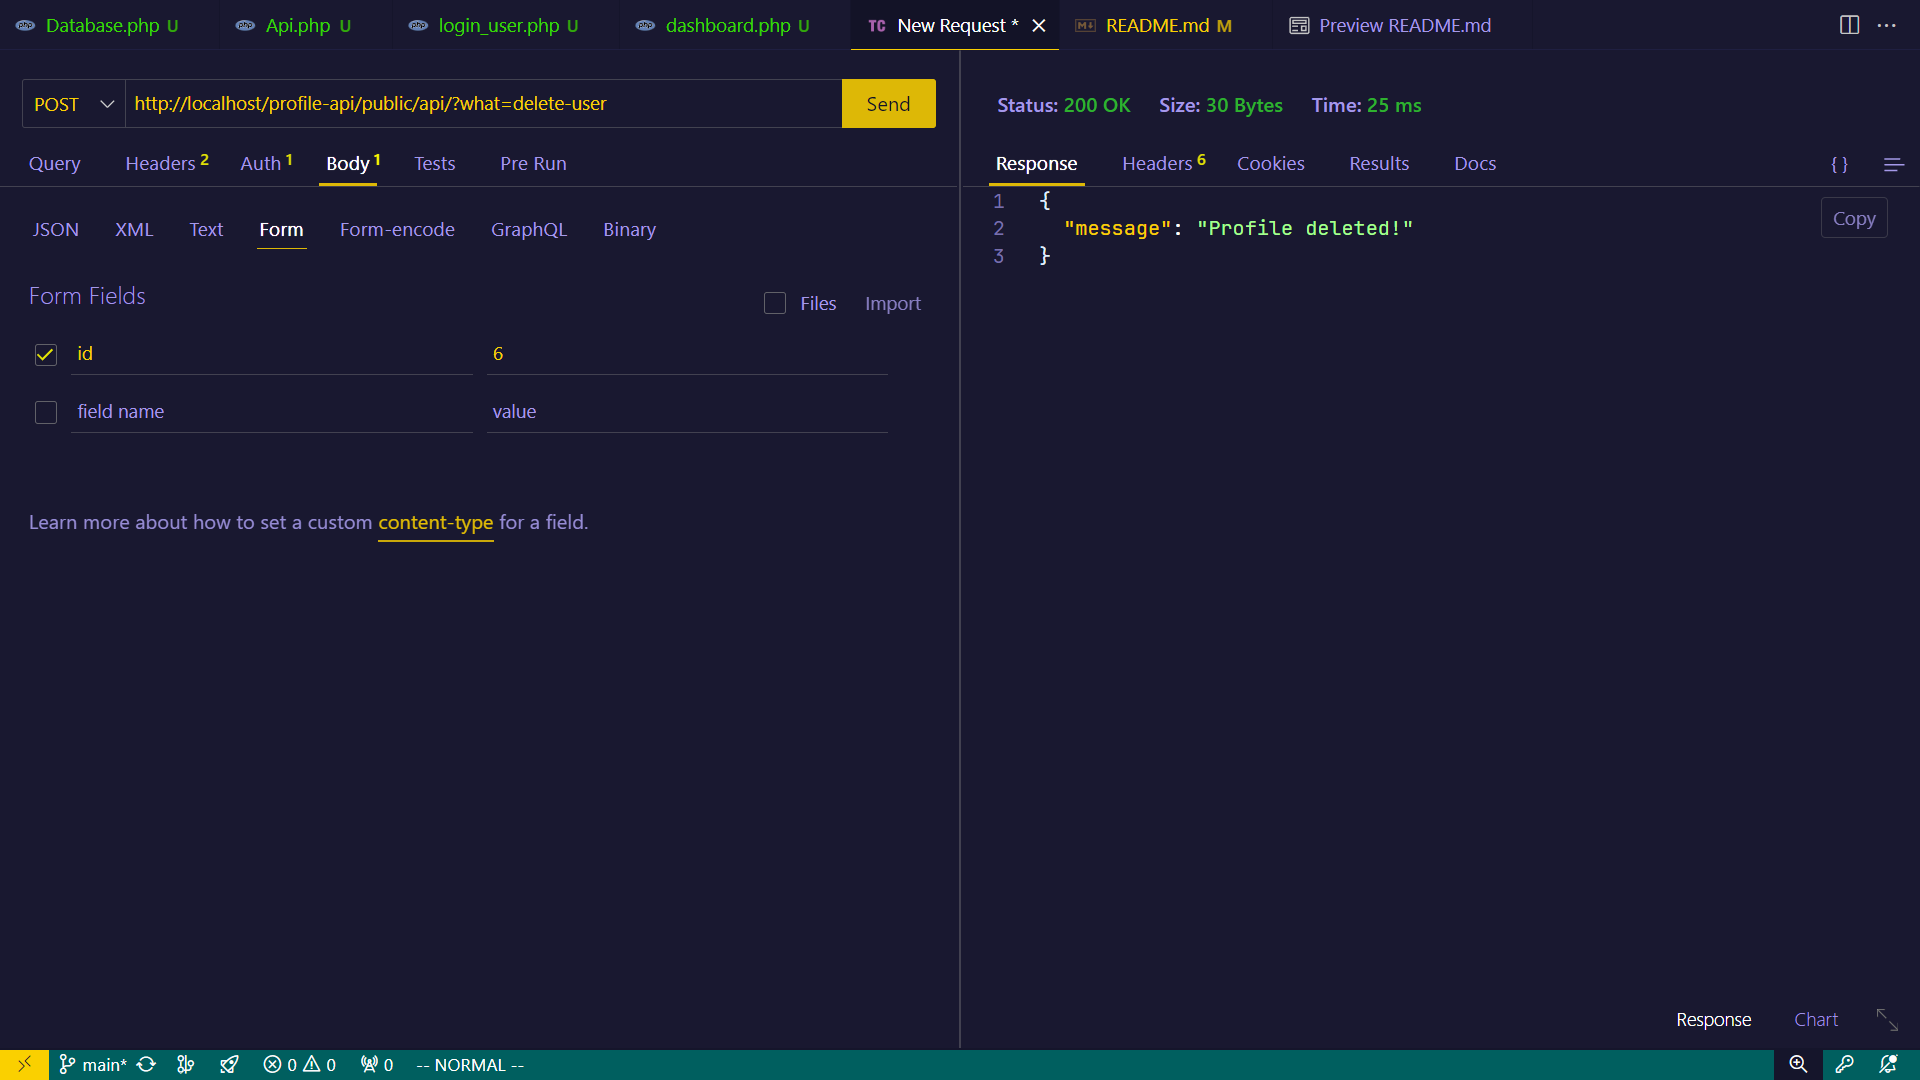 Database.php U
Api.php U
login_user.php U
dashboard.php U
TC New Request *
README.md M
Preview README.md
POST
http://localhost/profile-api/public/api/?what=delete-user
Send
Query
Headers 2
Auth 1
Body 1
Tests
Pre Run
JSON
XML
Text
Form
Form-encode
GraphQL
Binary
Form Fields
Files
Import
id
6
field name
value
Learn more about how to set a custom content-type for a field.
Status: 200 OK
Size: 30 Bytes
Time: 25 ms
Response
Headers 6
Cookies
Results
Docs
{ }
Copy
1 {
2 "message": "Profile deleted!"
3 }
Response
Chart
main*
0
0
0
-- NORMAL --